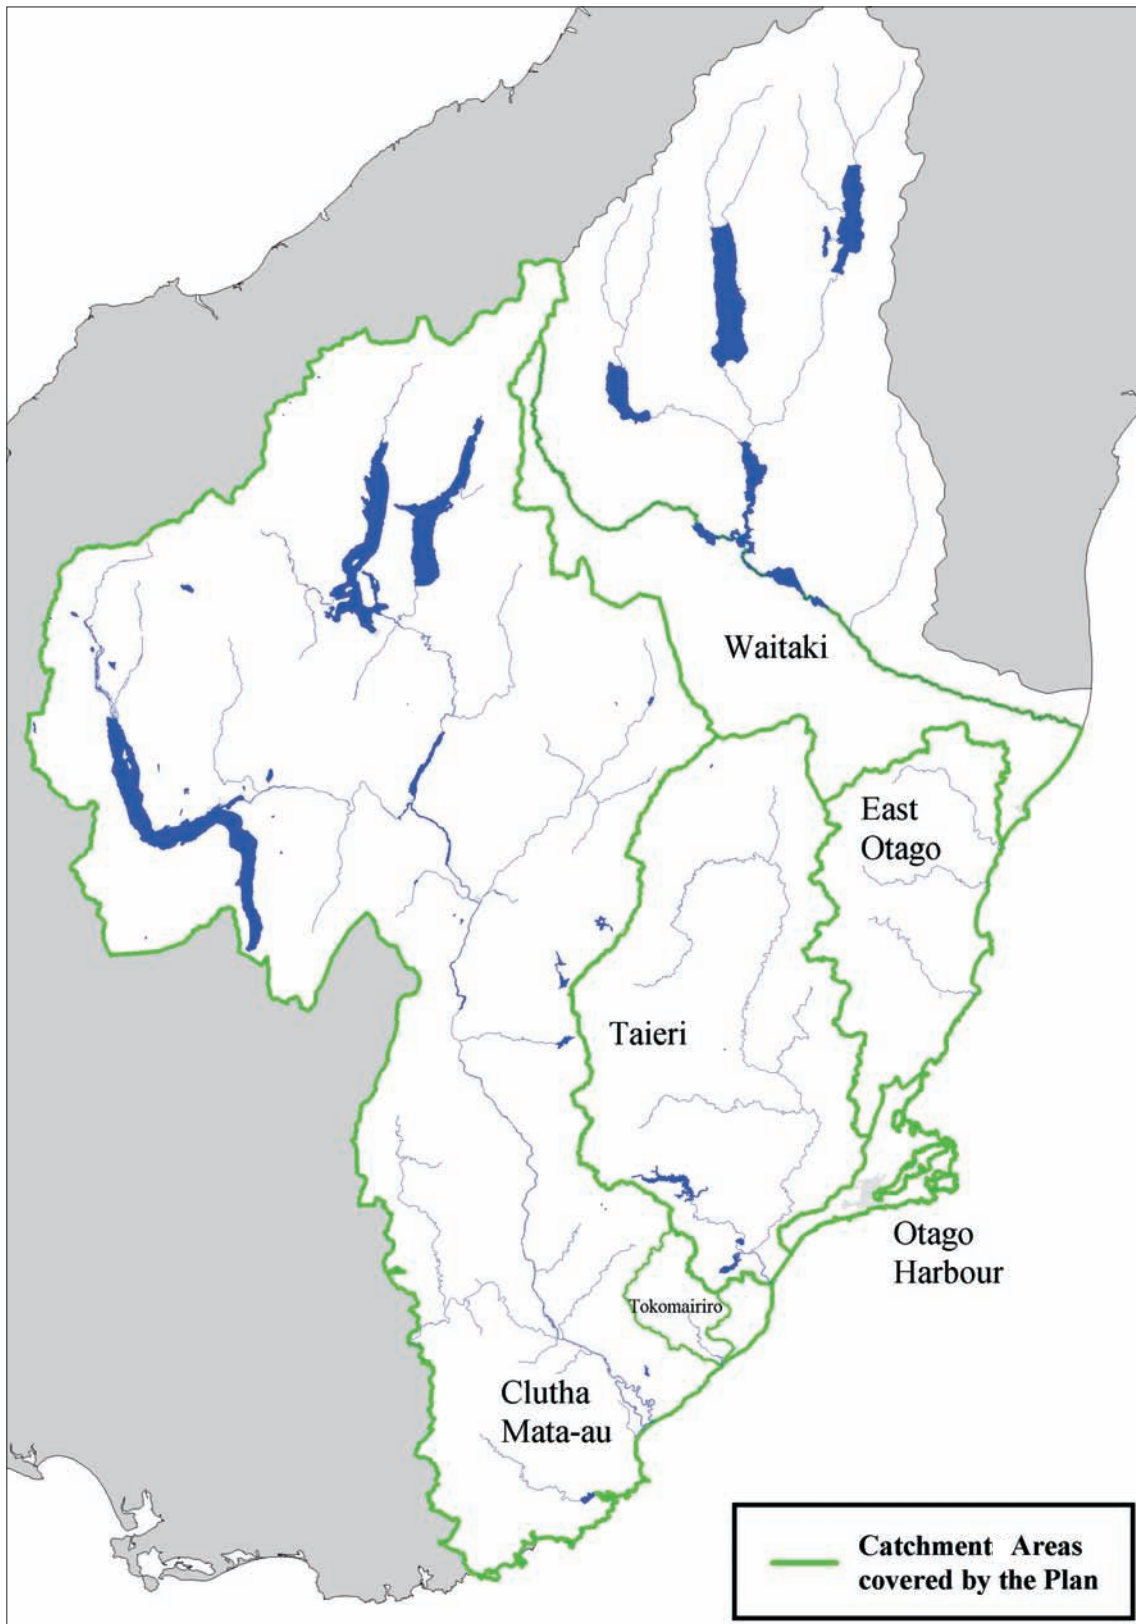 Waitaki
East
Otago
Taieri
Otago
Harbour
Tokomairiro
Clutha
Mata-au
Catchment Areas
covered by the Plan